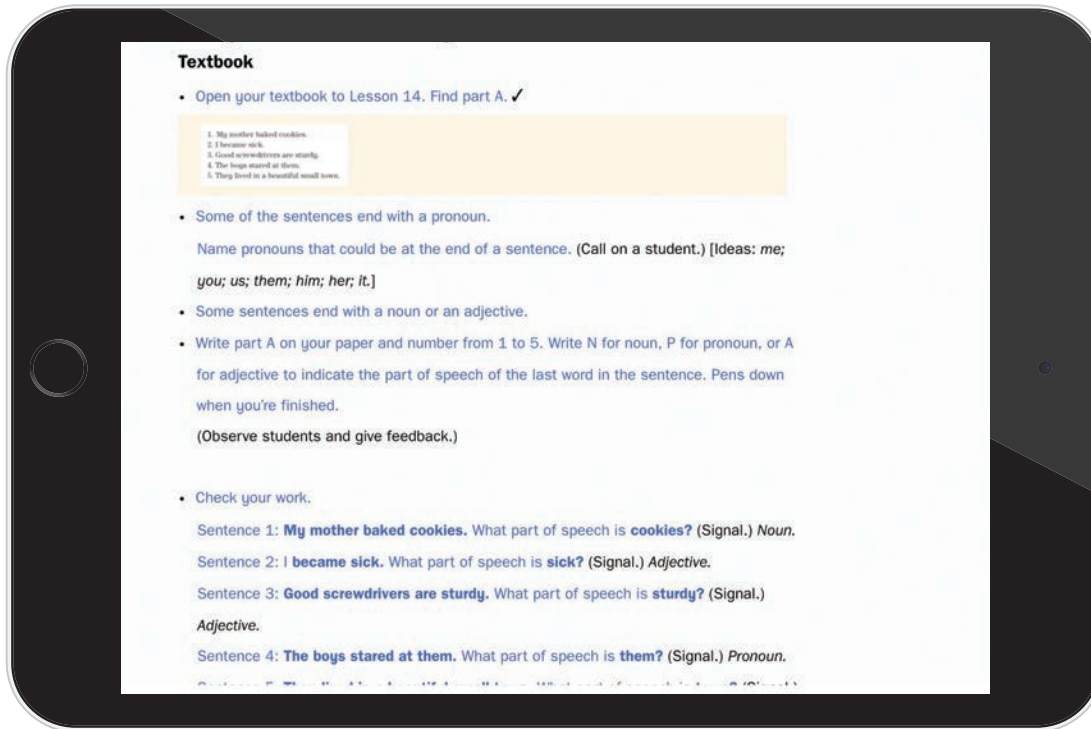 Textbook
• Open your textbook to Lesson 14. Find part A. ✓
1. My mother baked cookies.
2. I became sick.
3. Good screwdrivers are sturdy.
4. The boys stared at them.
5. They lived in a beautiful small town.
• Some of the sentences end with a pronoun.
Name pronouns that could be at the end of a sentence. (Call on a student.) [Ideas: me;
you; us; them; him; her; it.]
• Some sentences end with a noun or an adjective.
• Write part A on your paper and number from 1 to 5. Write N for noun, P for pronoun, or A
for adjective to indicate the part of speech of the last word in the sentence. Pens down
when you're finished.
(Observe students and give feedback.)
• Check your work.
Sentence 1: My mother baked cookies. What part of speech is cookies? (Signal.) Noun.
Sentence 2: I became sick. What part of speech is sick? (Signal.) Adjective.
Sentence 3: Good screwdrivers are sturdy. What part of speech is sturdy? (Signal.)
Adjective.
Sentence 4: The boys stared at them. What part of speech is them? (Signal.) Pronoun.